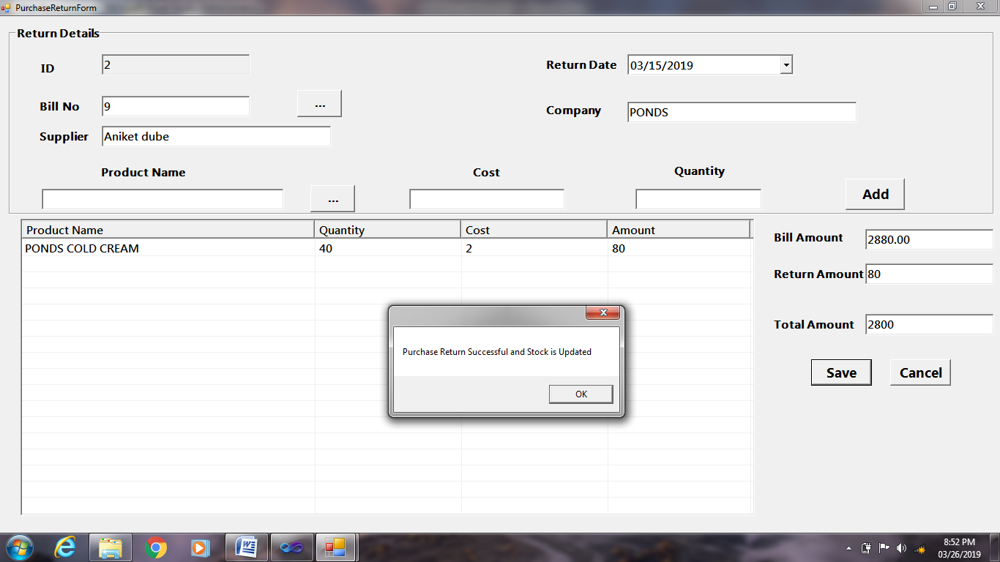 PurchaseReturnForm
Return Details
ID 2
Return Date 03/15/2019
Bill No 9 ...
Company PONDS
Supplier Aniket dube
Product Name Cost Quantity
... Add
Product Name Quantity Cost Amount
PONDS COLD CREAM 40 2 80
Bill Amount 2880.00
Return Amount 80
Total Amount 2800
Save Cancel
Purchase Return Successful and Stock is Updated
OK
8:52 PM
03/26/2019